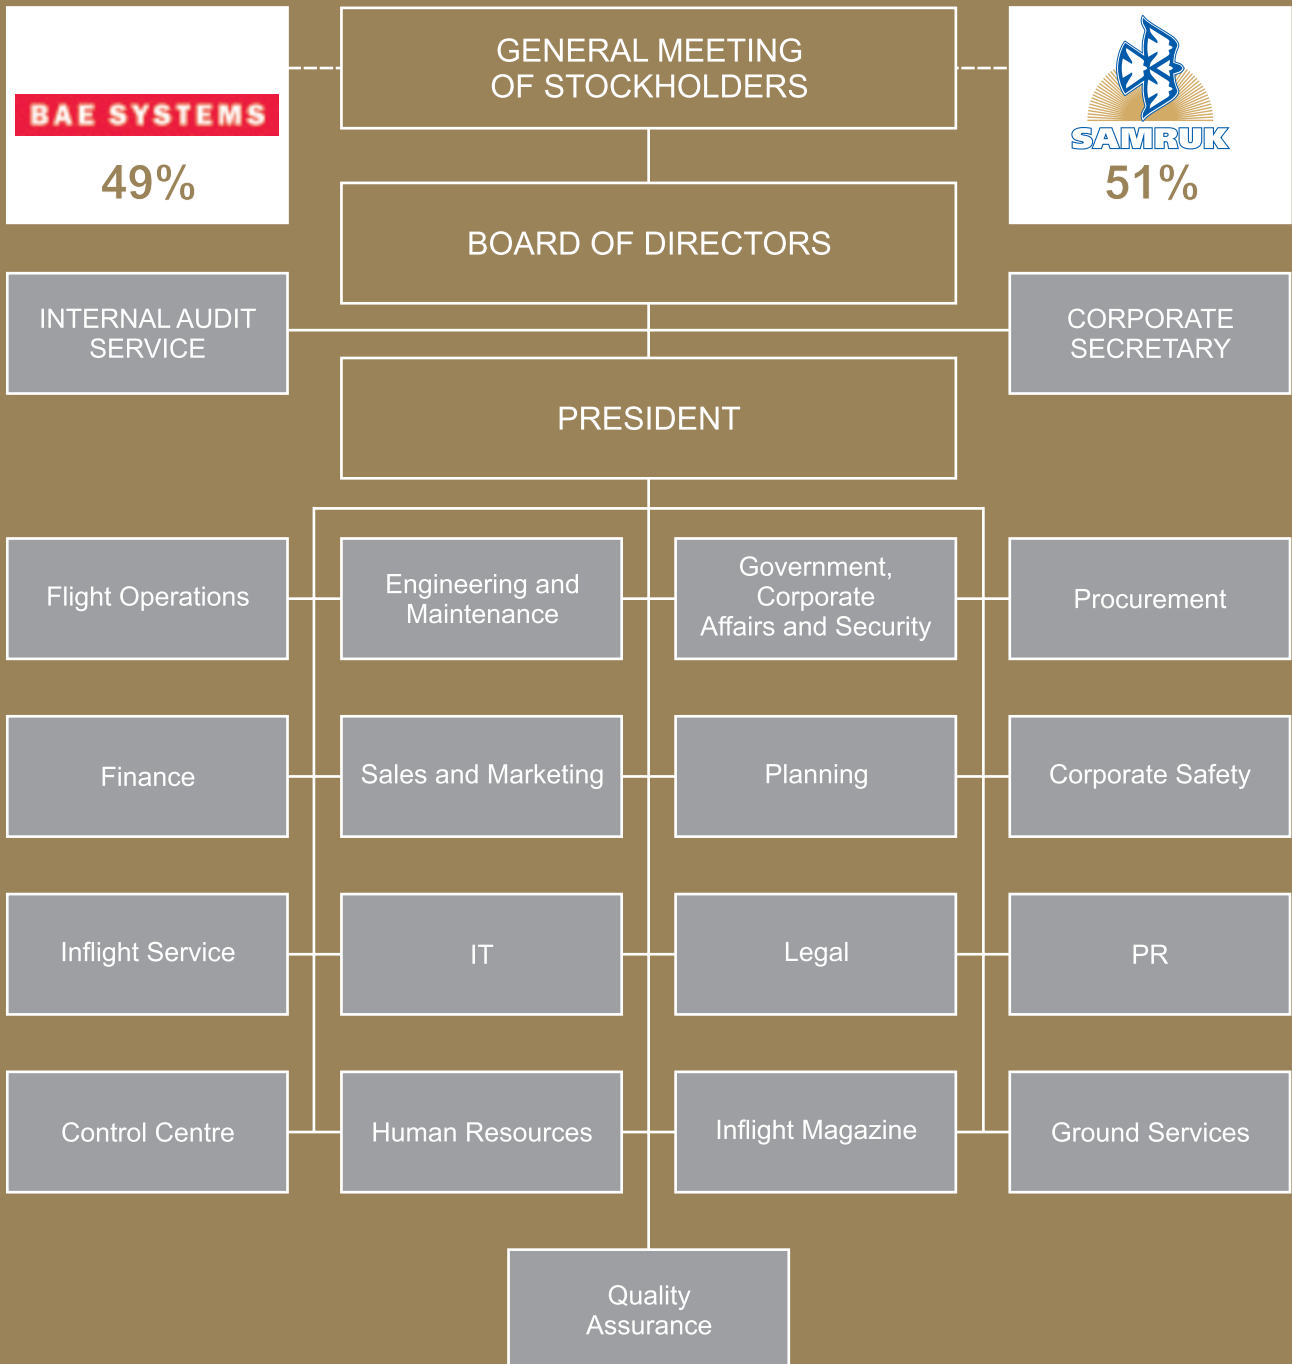 GENERAL MEETING
OF STOCKHOLDERS
BAE SYSTEMS
49%
SAMRUK
51%
BOARD OF DIRECTORS
INTERNAL AUDIT
SERVICE
CORPORATE
SECRETARY
PRESIDENT
Flight Operations
Engineering and
Maintenance
Government,
Corporate
Affairs and Security
Procurement
Finance
Sales and Marketing
Planning
Corporate Safety
Inflight Service
IT
Legal
PR
Control Centre
Human Resources
Inflight Magazine
Ground Services
Quality
Assurance